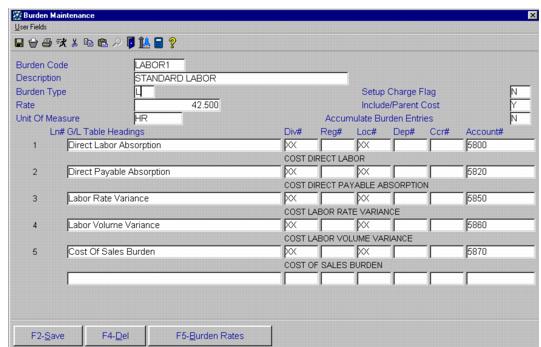 Burden Maintenance
User Fields
Burden Code LABOR1
Description STANDARD LABOR
Burden Type L Setup Charge Flag N
Rate 42.500 Include/Parent Cost Y
Unit Of Measure HR Accumulate Burden Entries N
Ln# G/L Table Headings Div# Reg# Loc# Dep# Ccr# Account#
1 Direct Labor Absorption XX XX 5800
COST DIRECT LABOR
2 Direct Payable Absorption XX XX 5820
COST DIRECT PAYABLE ABSORPTION
3 Labor Rate Variance XX XX 5850
COST LABOR RATE VARIANCE
4 Labor Volume Variance XX XX 5860
COST LABOR VOLUME VARIANCE
5 Cost Of Sales Burden XX XX 5870
COST OF SALES BURDEN
F2-Save F4-Del F5-Burden Rates